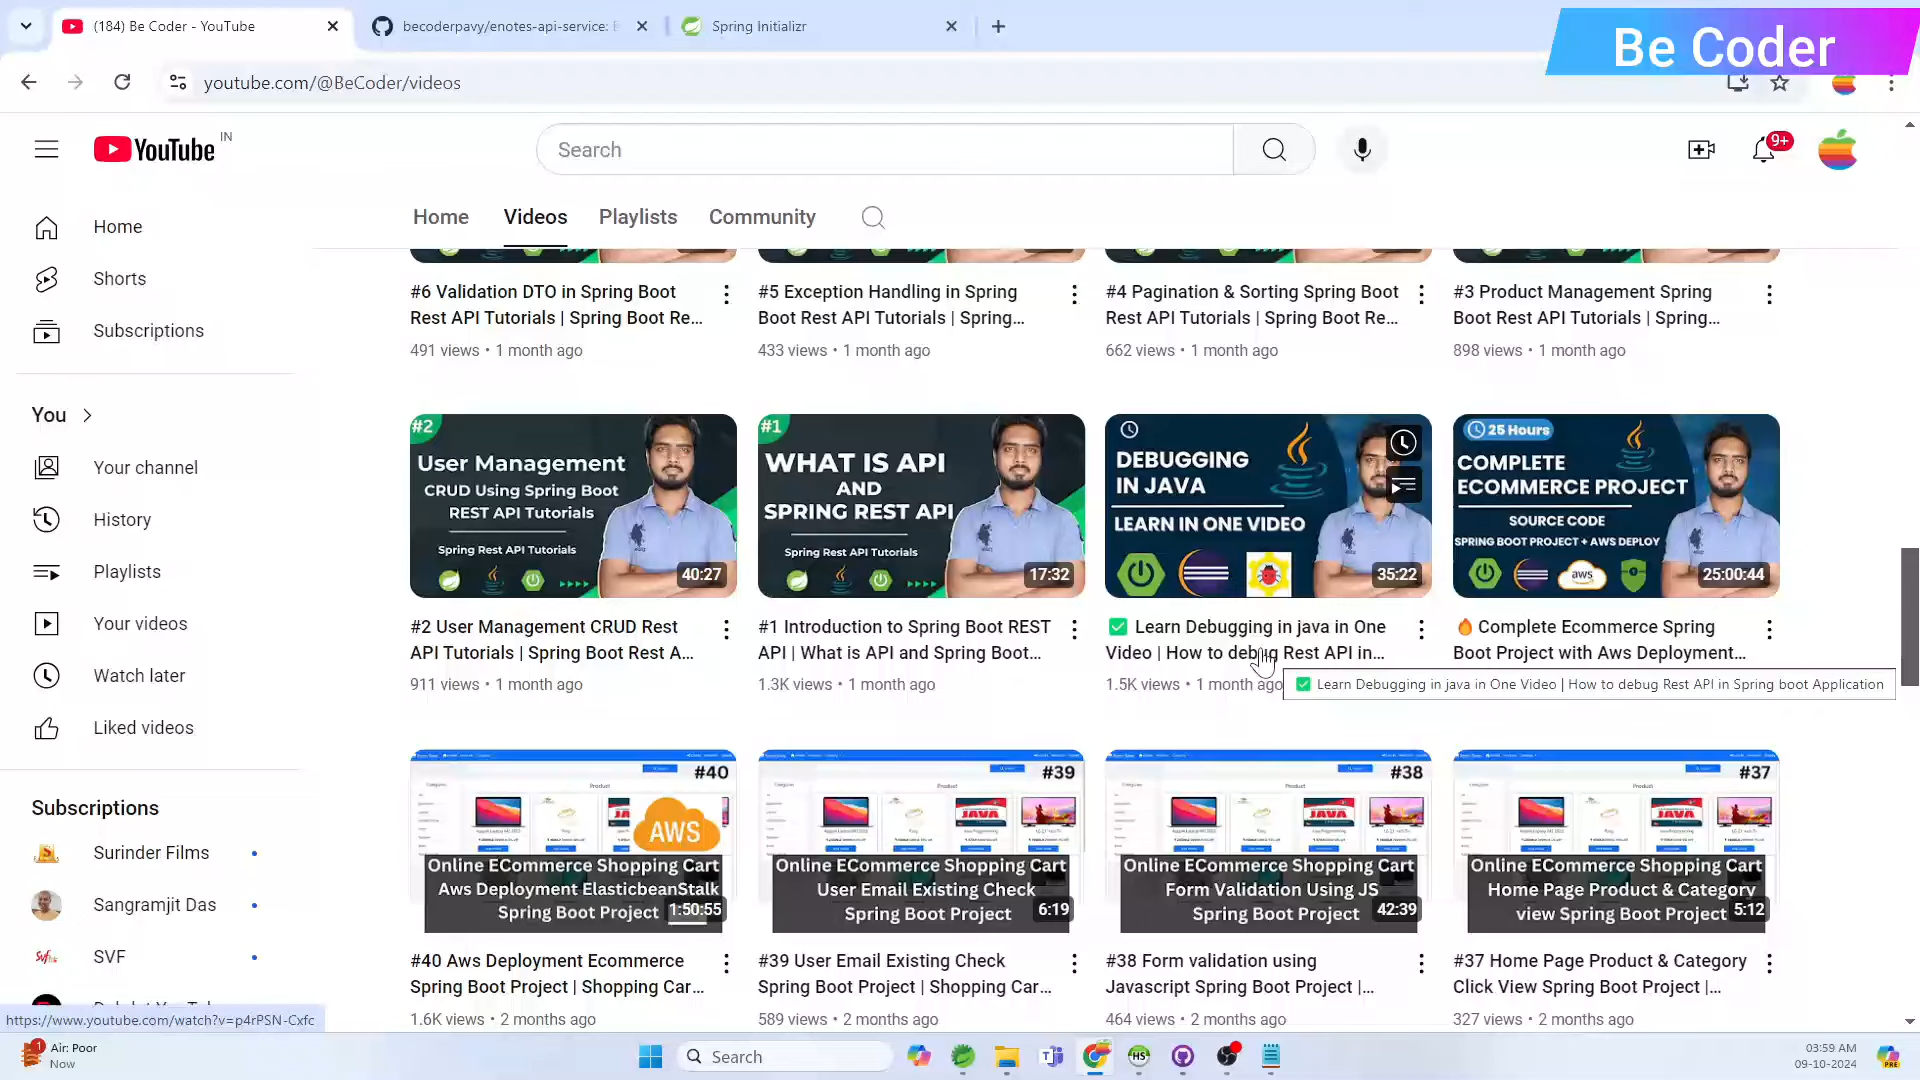 (184) Be Coder - YouTube
becoderpavy/enotes-api-service:
Spring Initializr
Be Coder
youtube.com/@BeCoder/videos
YouTube IN
Search
9+
Home
Shorts
Subscriptions
You
Your channel
History
Playlists
Your videos
Watch later
Liked videos
Subscriptions
Surinder Films
Sangramjit Das
SVF
Home Videos Playlists Community
#6 Validation DTO in Spring Boot
Rest API Tutorials | Spring Boot Re...
491 views • 1 month ago
#5 Exception Handling in Spring
Boot Rest API Tutorials | Spring...
433 views • 1 month ago
#4 Pagination & Sorting Spring Boot
Rest API Tutorials | Spring Boot Re...
662 views • 1 month ago
#3 Product Management Spring
Boot Rest API Tutorials | Spring...
898 views • 1 month ago
#2
User Management
CRUD Using Spring Boot
REST API Tutorials
Spring Rest API Tutorials
40:27
#2 User Management CRUD Rest
API Tutorials | Spring Boot Rest A...
911 views • 1 month ago
#1
WHAT IS API
AND
SPRING REST API
Spring Rest API Tutorials
17:32
#1 Introduction to Spring Boot REST
API | What is API and Spring Boot...
1.3K views • 1 month ago
DEBUGGING
IN JAVA
LEARN IN ONE VIDEO
35:22
✅ Learn Debugging in java in One
Video | How to debug Rest API in...
1.5K views • 1 month ago
✅ Learn Debugging in java in One Video | How to debug Rest API in Spring boot Application
25 Hours
COMPLETE
ECOMMERCE PROJECT
SOURCE CODE
SPRING BOOT PROJECT + AWS DEPLOY
aws
25:00:44
🔥 Complete Ecommerce Spring
Boot Project with Aws Deployment...
#40
Product
AWS
Online ECommerce Shopping Cart
Aws Deployment ElasticbeanStalk
Spring Boot Project
1:50:55
#40 Aws Deployment Ecommerce
Spring Boot Project | Shopping Car...
1.6K views • 2 months ago
#39
Product
JAVA
Online ECommerce Shopping Cart
User Email Existing Check
Spring Boot Project
6:19
#39 User Email Existing Check
Spring Boot Project | Shopping Car...
589 views • 2 months ago
#38
Product
JAVA
Online ECommerce Shopping Cart
Form Validation Using JS
Spring Boot Project
42:39
#38 Form validation using
Javascript Spring Boot Project |...
464 views • 2 months ago
#37
Product
JAVA
Online ECommerce Shopping Cart
Home Page Product & Category
view Spring Boot Project
5:12
#37 Home Page Product & Category
Click View Spring Boot Project |...
327 views • 2 months ago
https://www.youtube.com/watch?v=p4rPSN-Cxfc
1
Air: Poor
Now
Search
HS
03:59 AM
09-10-2024
PRE